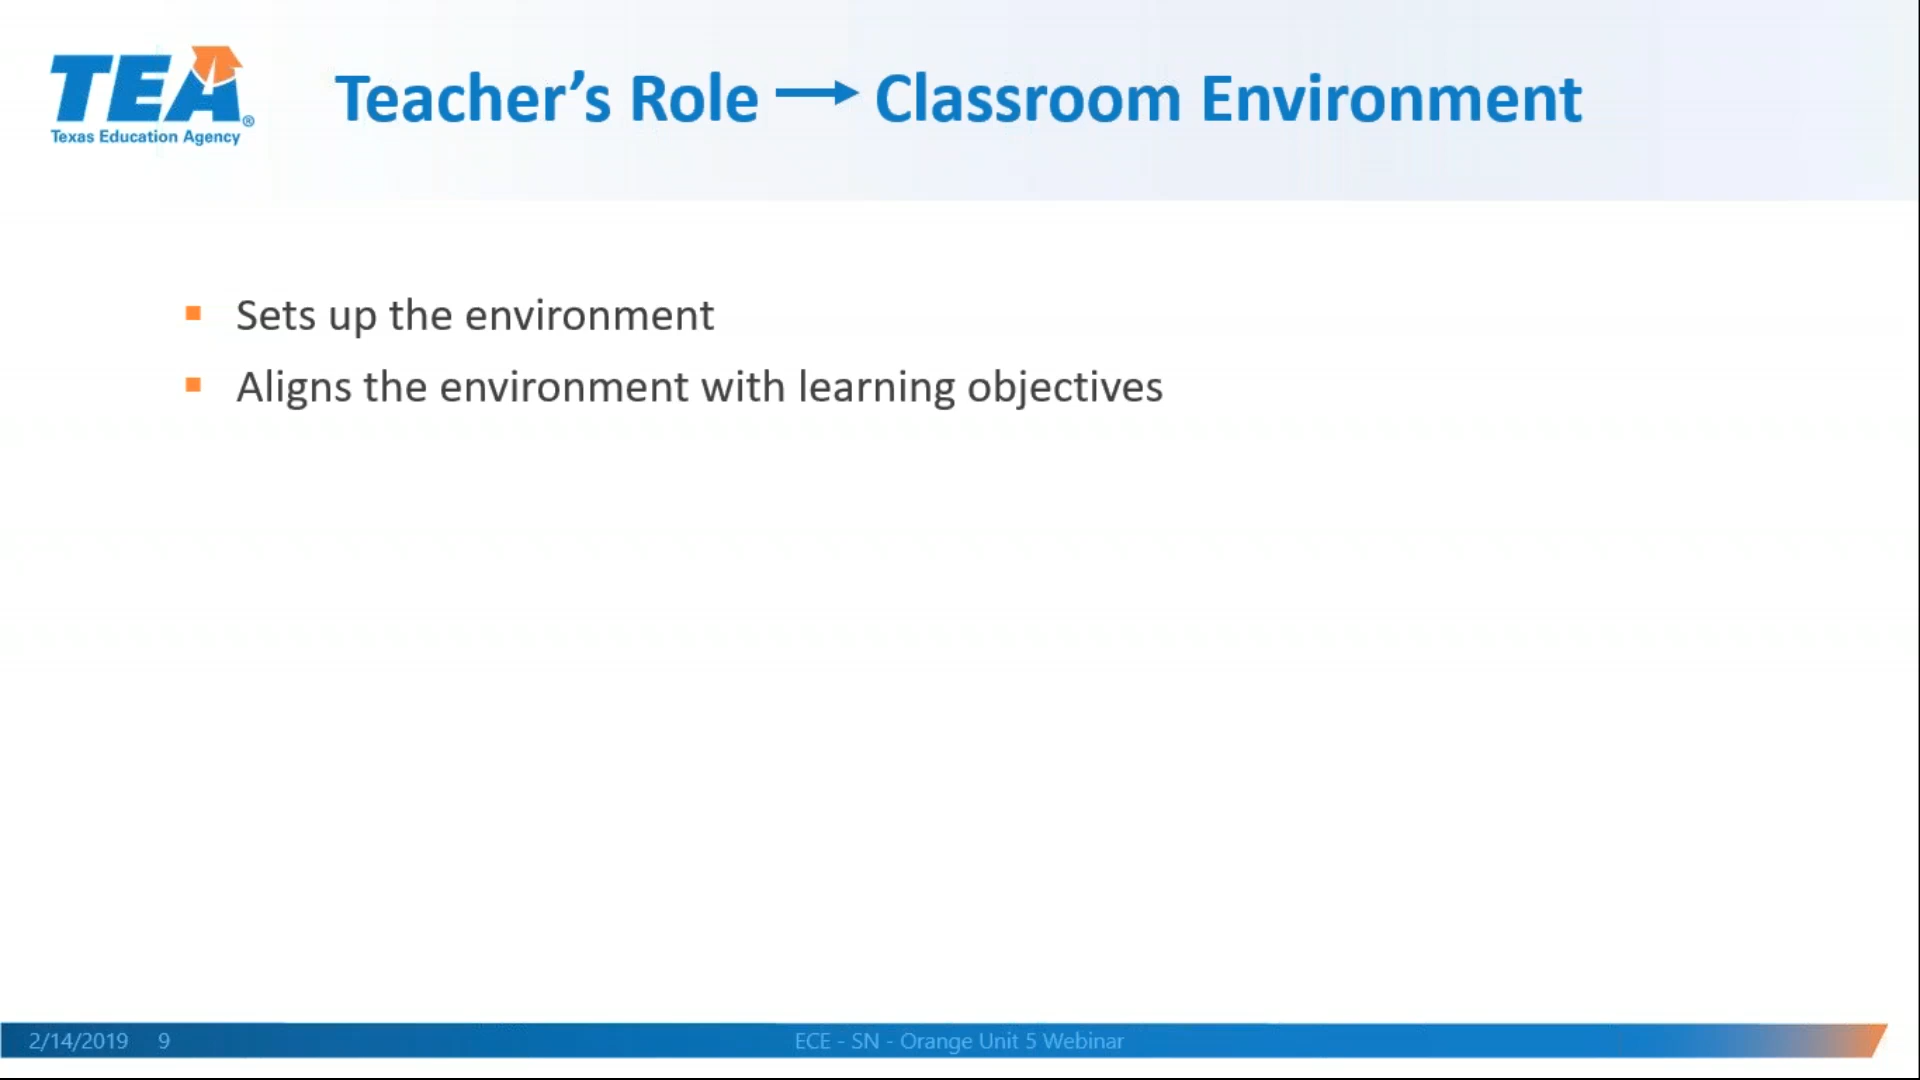 TEA®
Texas Education Agency
Teacher's Role → Classroom Environment
Sets up the environment
Aligns the environment with learning objectives
2/14/2019 9 ECE - SN - Orange Unit 5 Webinar